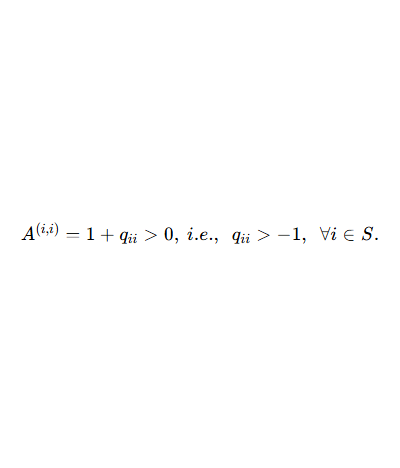 A^{(i,i)} = 1 + q_{ii} > 0, i.e., q_{ii} > −1, ∀i ∈ S.